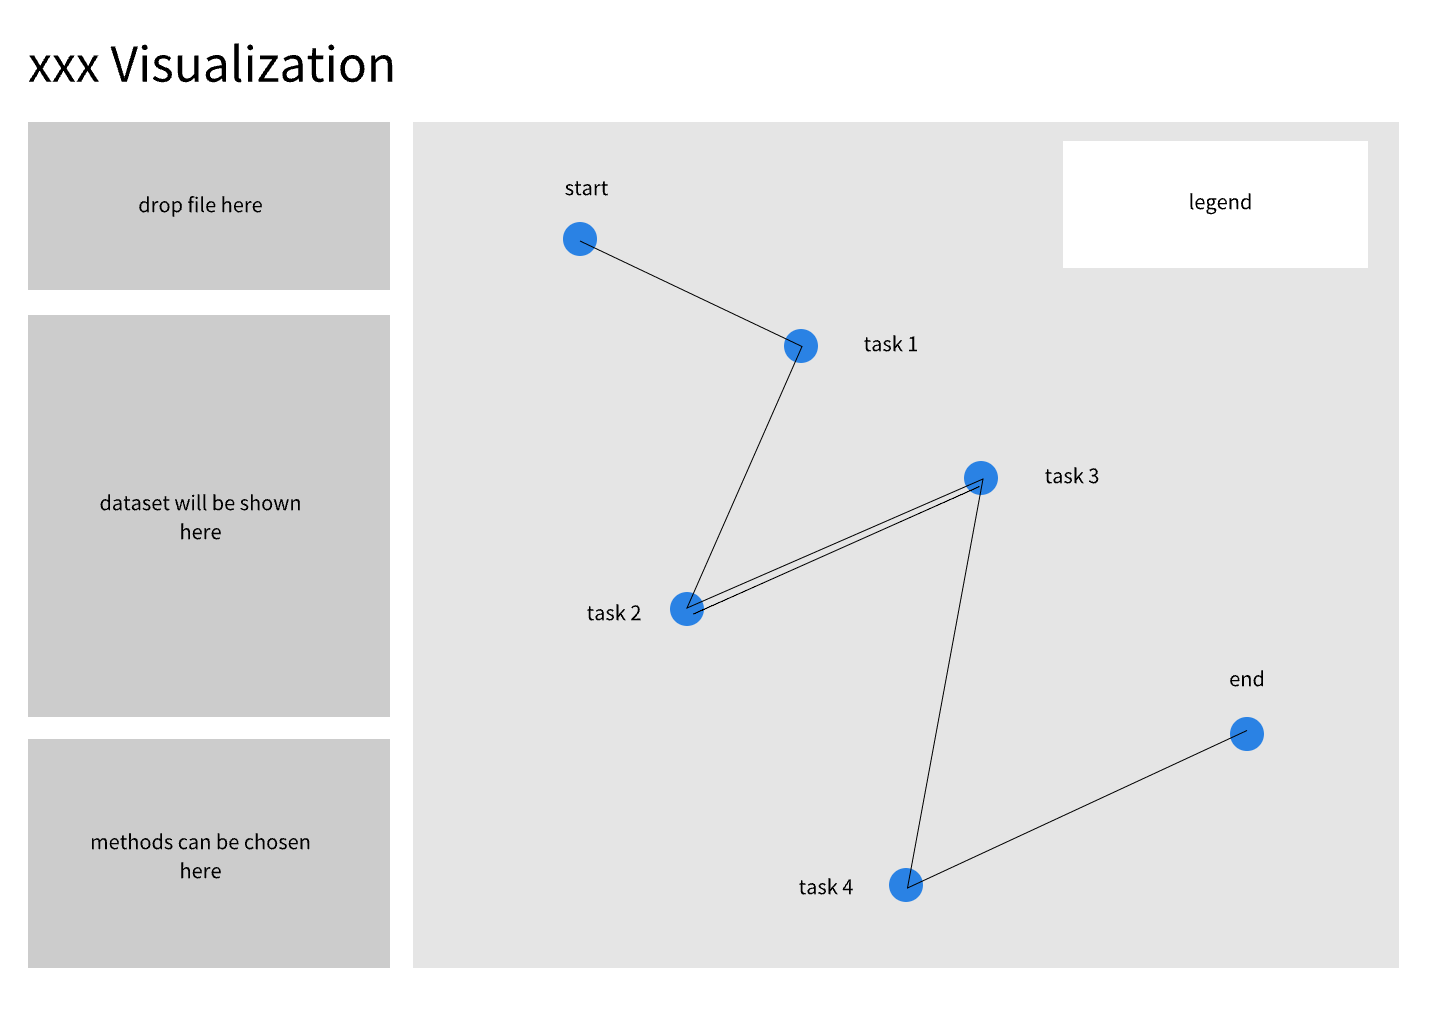 xxx Visualization
drop file here
dataset will be shown
here
methods can be chosen
here
start
legend
task 1
task 3
task 2
end
task 4